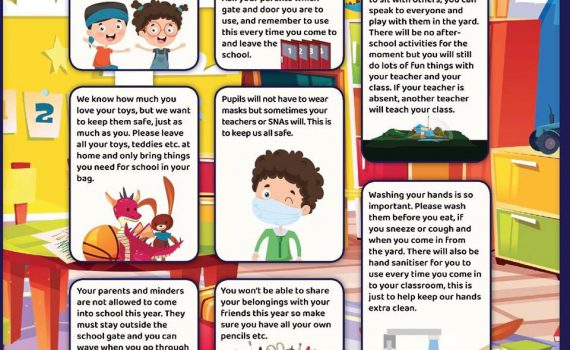 gate and door you are to
use, and remember to use
this every time you come to
and leave the
school.
1 2 3
to sit with others, you can
speak to everyone and
play with them in the yard.
There will be no after-
school activities for the
moment but you will still
do lots of fun things with
your teacher and your
class. If your teacher is
absent, another teacher
will teach your class.
2
We know how much you
love your toys, but we want
to keep them safe, just as
much as you. Please leave
all your toys, teddies etc. at
home and only bring things
you need for school in your
bag.
Pupils will not have to wear
masks but sometimes your
teachers or SNAs will. This is
to keep us all safe.
Washing your hands is so
important. Please wash
them before you eat, if
you sneeze or cough and
when you come in from
the yard. There will also be
hand sanitiser for you to
use every time you come in
to your classroom, this is
just to help keep our hands
extra clean.
Your parents and minders
are not allowed to come
into school this year. They
must stay outside the
school gate and you can
wave when you go through
You won't be able to share
your belongings with your
friends this year so make
sure you have all your own
pencils etc.